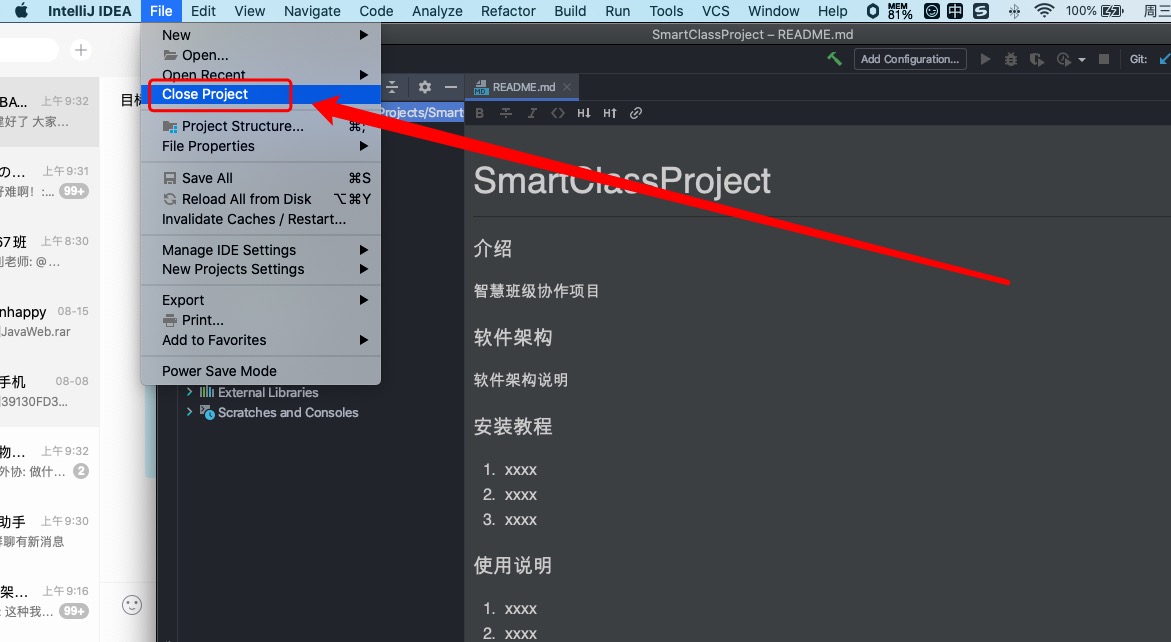 IntelliJ IDEA File Edit View Navigate Code Analyze Refactor Build Run Tools VCS Window Help MEM 81% 中 S 100% 周三
SmartClassProject – README.md
Add Configuration... Git:
New
Open...
Open Recent
Close Project
Project Structure... ⌘;
File Properties
Save All ⌘S
Reload All from Disk ⌥⌘Y
Invalidate Caches / Restart...
Manage IDE Settings
New Projects Settings
Export
Print...
Add to Favorites
Power Save Mode
External Libraries
Scratches and Consoles
BA... 上午9:32
建好了 大家...
の... 上午9:31
好难啊! :... 99+
67班 上午8:30
刘老师: @...
nhappy 08-15
]JavaWeb.rar
手机 08-08
]39130FD3...
物... 上午9:32
外协: 做什... 2
助手 上午9:30
群聊有新消息
架... 上午9:16
: 这种我... 99+
目标
MD README.md
Projects/Smart
B I H↓ H↑
SmartClassProject
介绍
智慧班级协作项目
软件架构
软件架构说明
安装教程
1. xxxx
2. xxxx
3. xxxx
使用说明
1. xxxx
2. xxxx